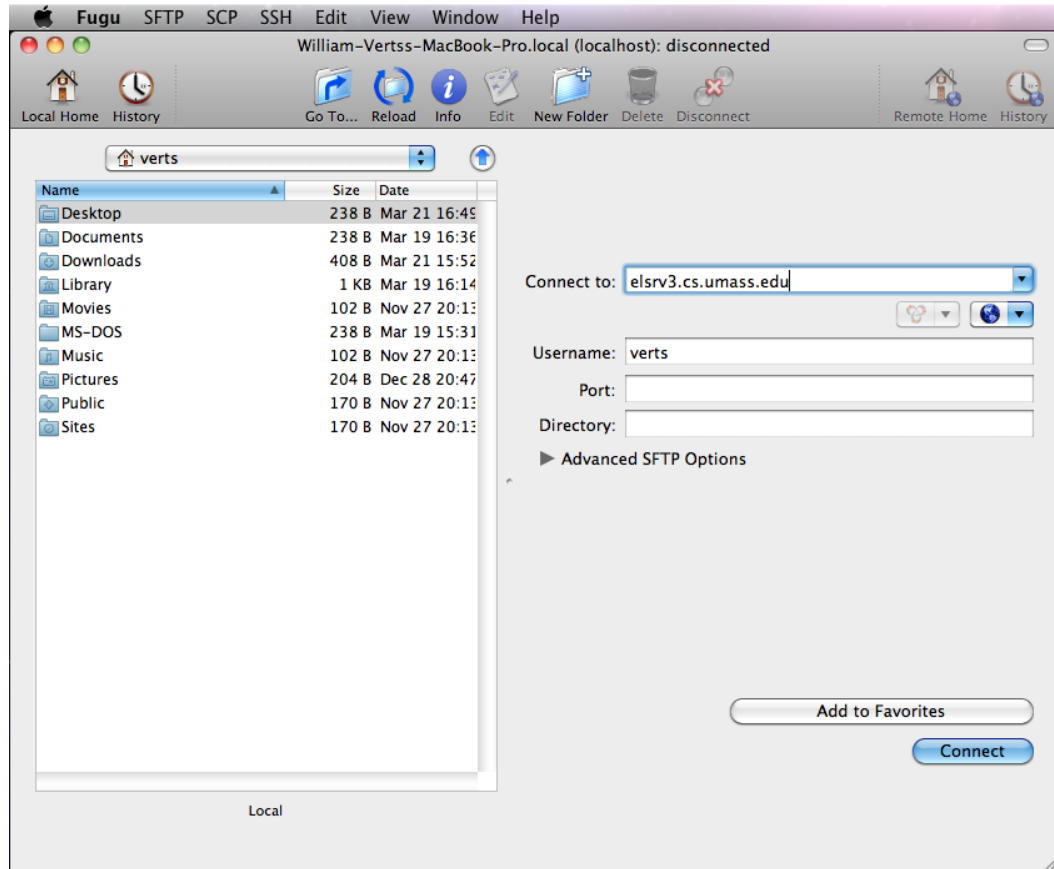 Fugu SFTP SCP SSH Edit View Window Help
William-Vertss-MacBook-Pro.local (localhost): disconnected
Local Home History Go To... Reload Info Edit New Folder Delete Disconnect Remote Home History
verts
Name Size Date
Desktop 238 B Mar 21 16:49
Documents 238 B Mar 19 16:36
Downloads 408 B Mar 21 15:52
Library 1 KB Mar 19 16:14
Movies 102 B Nov 27 20:13
MS-DOS 238 B Mar 19 15:31
Music 102 B Nov 27 20:13
Pictures 204 B Dec 28 20:47
Public 170 B Nov 27 20:13
Sites 170 B Nov 27 20:13
Local
Connect to: elsrv3.cs.umass.edu
Username: verts
Port:
Directory:
Advanced SFTP Options
Add to Favorites
Connect